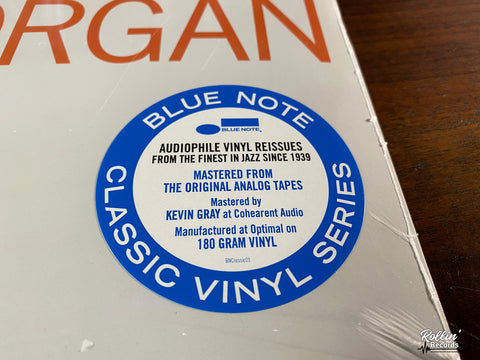 ORGAN
BLUE NOTE
BLUE NOTE
AUDIOPHILE VINYL REISSUES
FROM THE FINEST IN JAZZ SINCE 1939
MASTERED FROM
THE ORIGINAL ANALOG TAPES
Mastered by
KEVIN GRAY at Cohearent Audio
Manufactured at Optimal on
180 GRAM VINYL
CLASSIC VINYL SERIES
Rollin'
Records